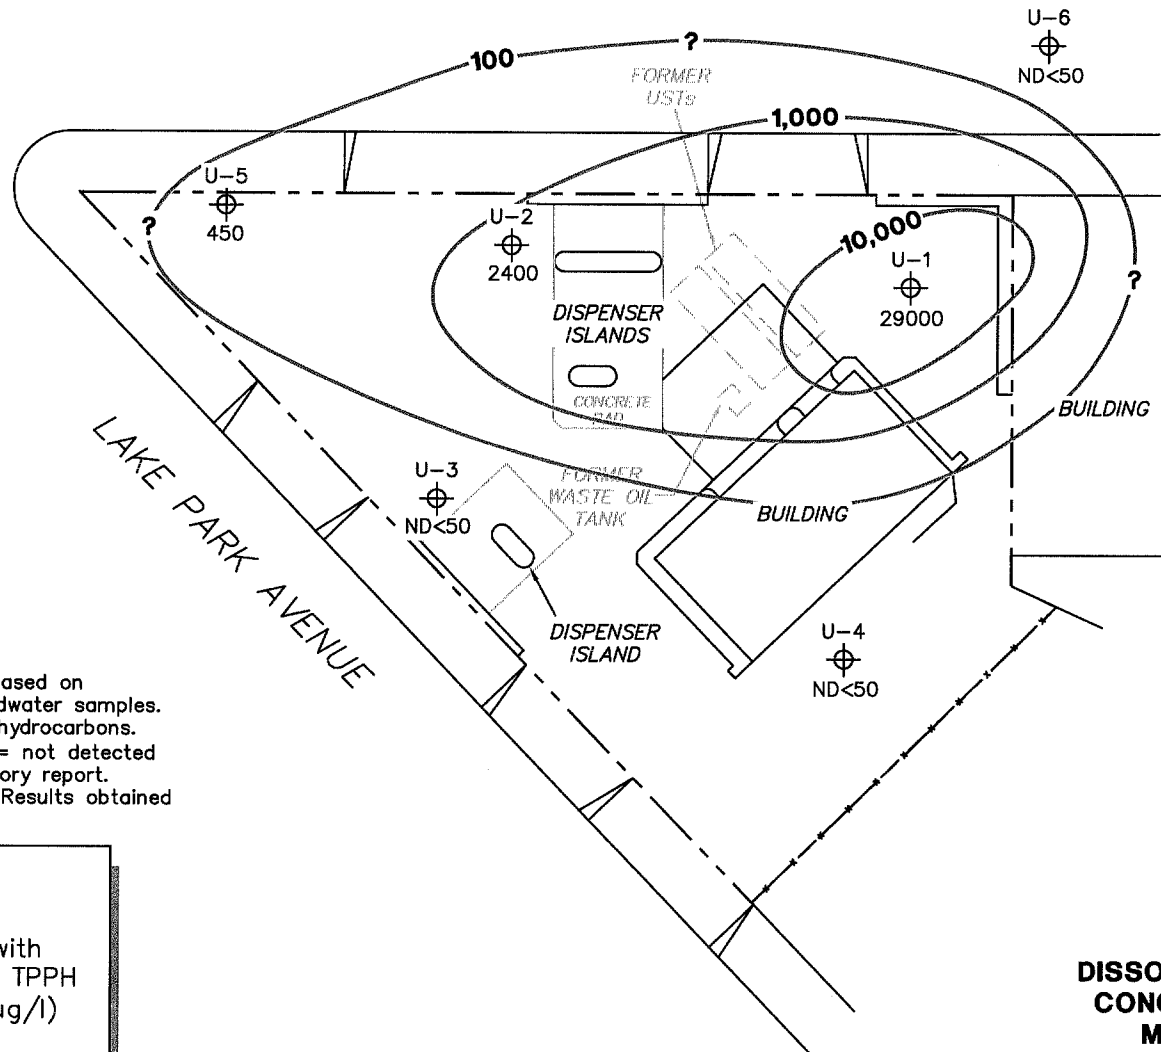 U-6
ND<50
100
?
FORMER
USTs
1,000
U-5
450
?
U-2
2400
10,000
U-1
29000
?
DISPENSER
ISLANDS
CONCRETE
PAD
BUILDING
LAKE PARK AVENUE
U-3
ND<50
FORMER
WASTE OIL
TANK
BUILDING
DISPENSER
ISLAND
U-4
ND<50
ased on
dwater samples.
hydrocarbons.
= not detected
ory report.
Results obtained
with
TPPH
ug/l)
DISSO
CONC
M